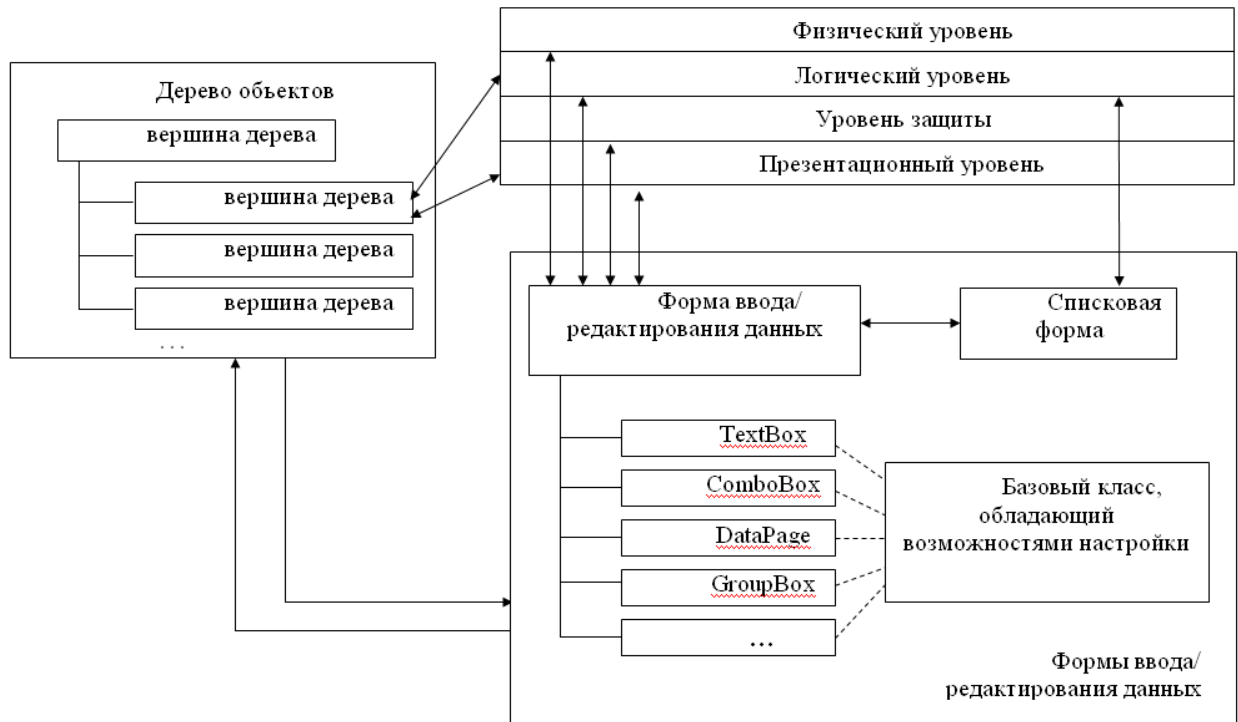 Физический уровень
Логический уровень
Уровень защиты
Презентационный уровень
Дерево обьектов
вершина дерева
вершина дерева
вершина дерева
вершина дерева
...
Форма ввода/
редактирования данных
Списковая
форма
TextBox
ComboBox
DataPage
GroupBox
...
Базовый класс,
обладающий
возможностями настройки
Формы ввода/
редактирования данных